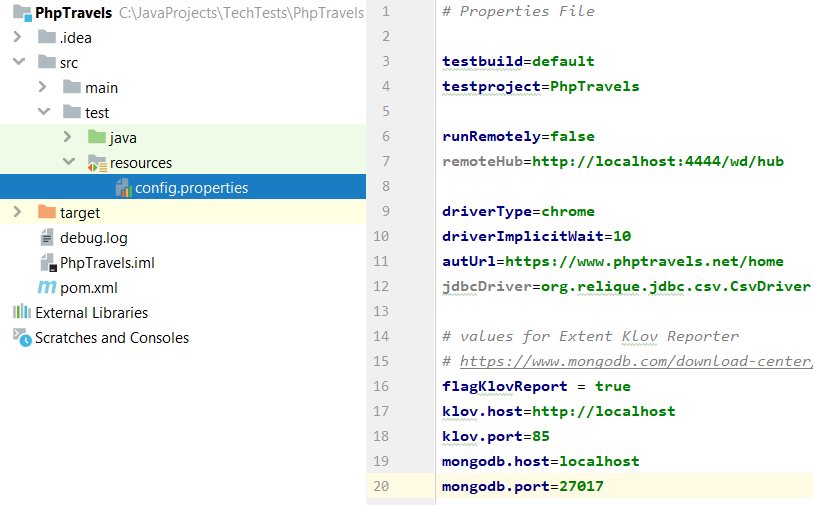 PhpTravels C:\JavaProjects\TechTests\PhpTravels
.idea
src
main
test
java
resources
config.properties
target
debug.log
PhpTravels.iml
pom.xml
External Libraries
Scratches and Consoles
1 # Properties File
2
3 testbuild=default
4 testproject=PhpTravels
5
6 runRemotely=false
7 remoteHub=http://localhost:4444/wd/hub
8
9 driverType=chrome
10 driverImplicitWait=10
11 autUrl=https://www.phptravels.net/home
12 jdbcDriver=org.relique.jdbc.csv.CsvDriver
13
14 # values for Extent Klov Reporter
15 # https://www.mongodb.com/download-center/
16 flagKlovReport = true
17 klov.host=http://localhost
18 klov.port=85
19 mongodb.host=localhost
20 mongodb.port=27017